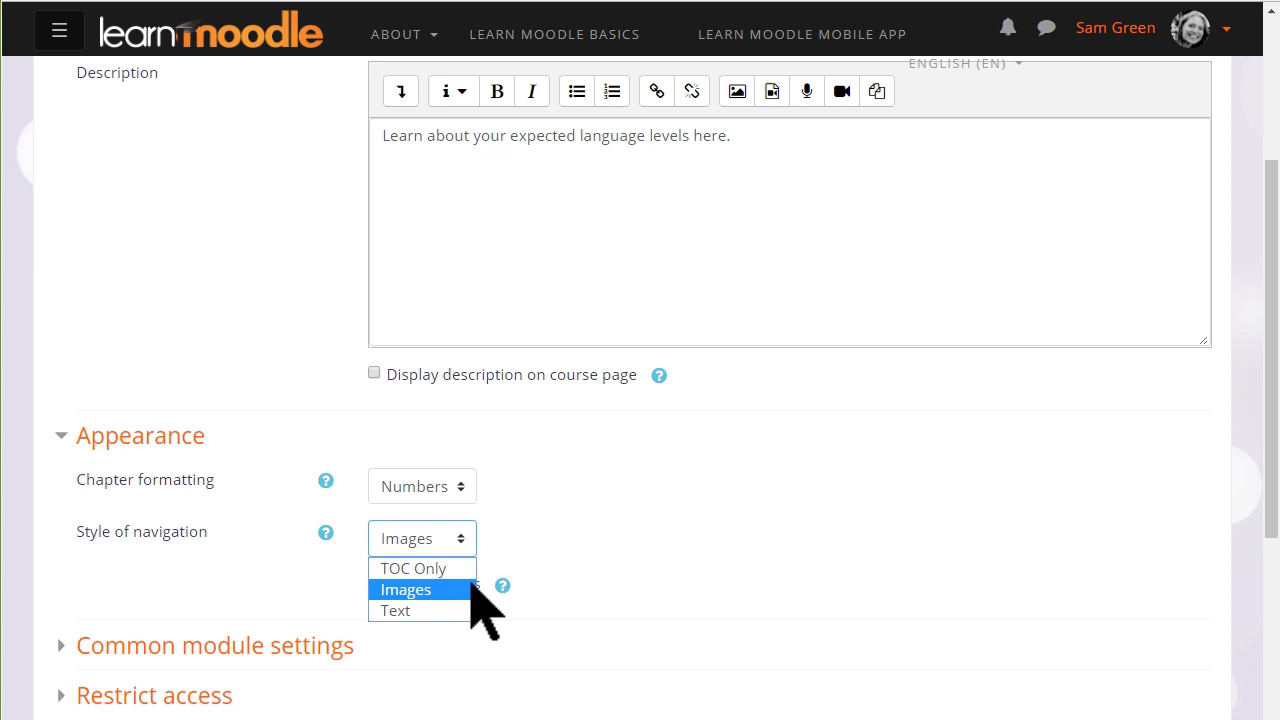 learn moodle
ABOUT
LEARN MOODLE BASICS
LEARN MOODLE MOBILE APP
Sam Green
ENGLISH (EN)
Description
i
B
I
Learn about your expected language levels here.
Display description on course page ?
Appearance
Chapter formatting ? Numbers
Style of navigation ? Images
TOC Only
Images
Text
?
Common module settings
Restrict access